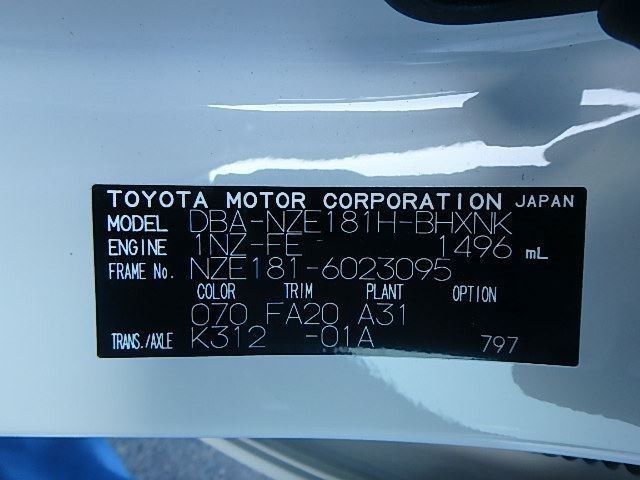 TOYOTA MOTOR CORPORATION JAPAN
MODEL DBA-NZE181H-BHXNK
ENGINE 1NZ-FE 1496 mL
FRAME No. NZE181-6023095
COLOR TRIM PLANT OPTION
070 FA20 A31
TRANS./AXLE K312 -01A 797